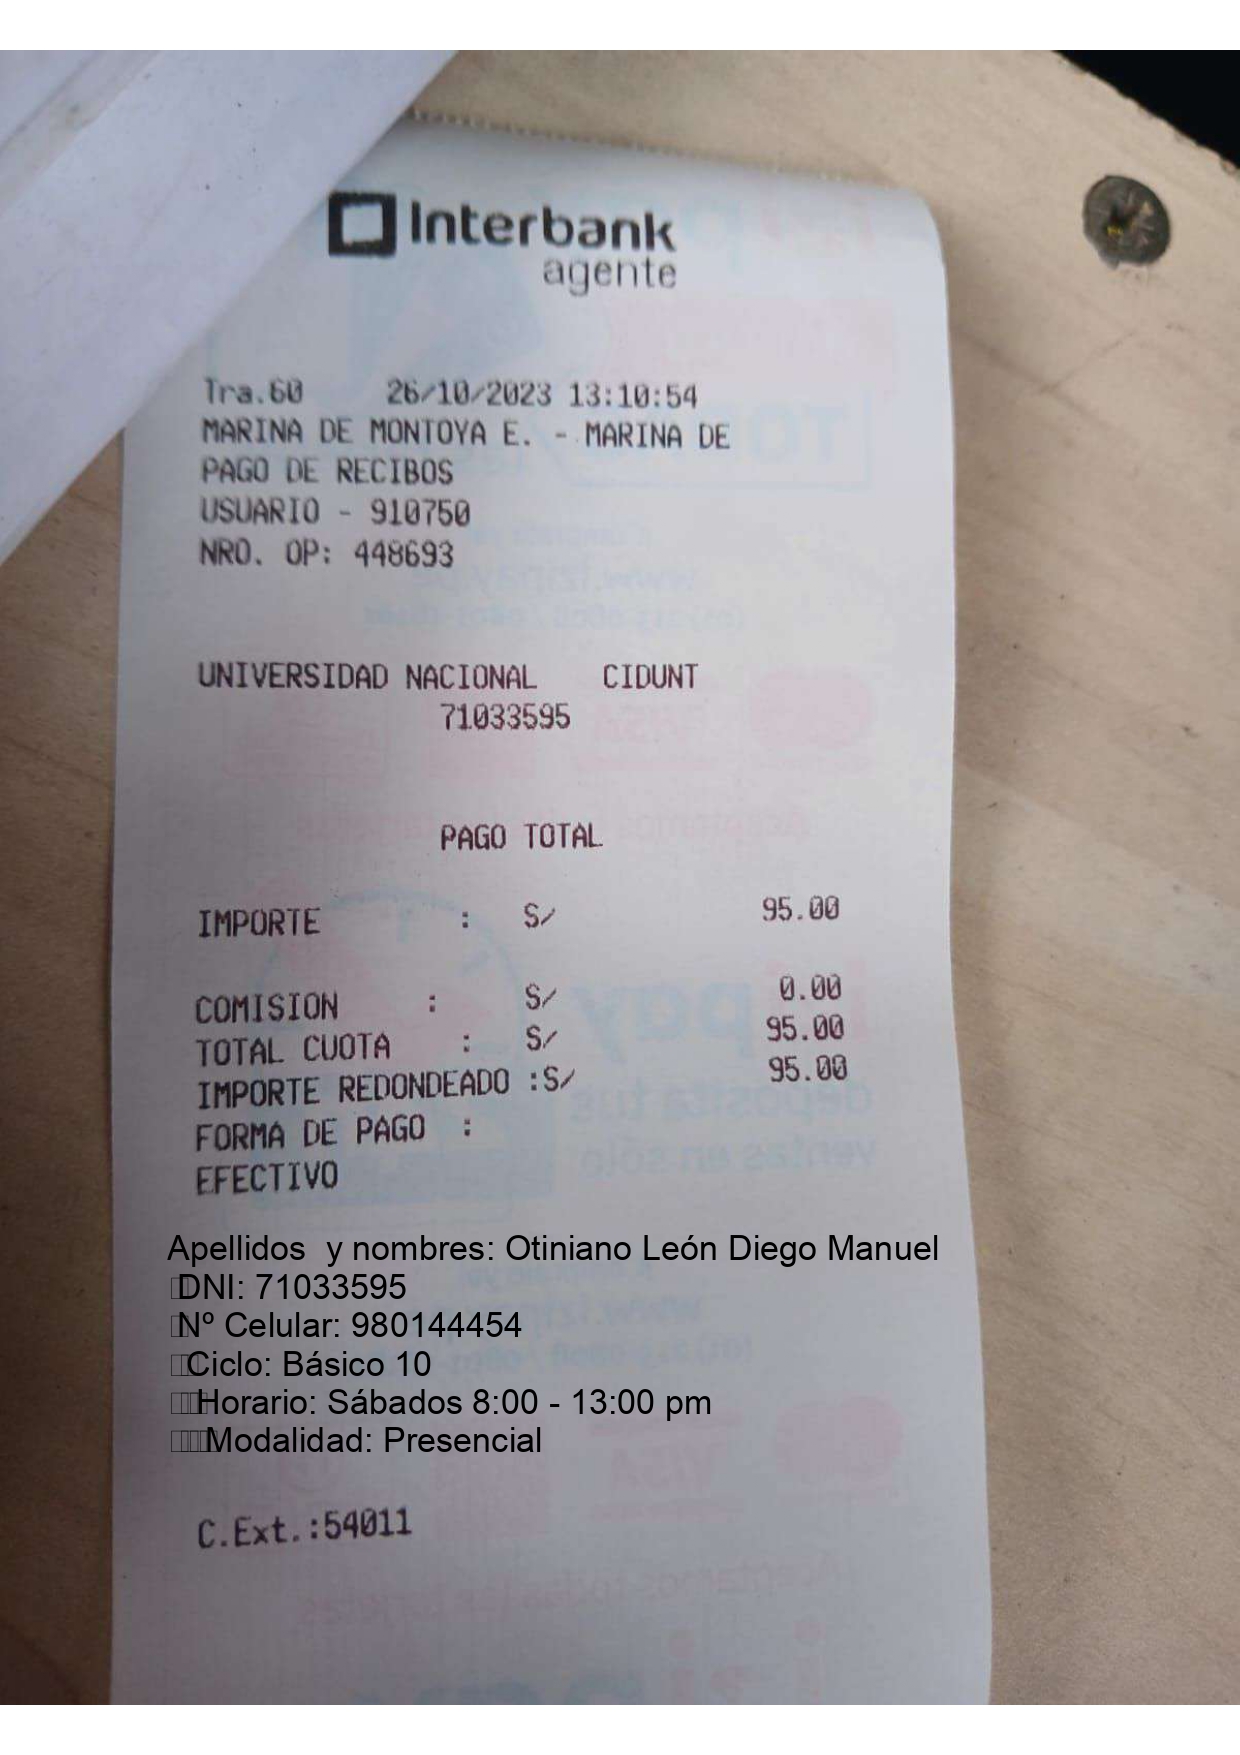 Interbank
agente
Tra.60 26/10/2023 13:10:54
MARINA DE MONTOYA E. - MARINA DE
PAGO DE RECIBOS
USUARIO - 910750
NRO. OP: 448693
UNIVERSIDAD NACIONAL CIDUNT
71033595
PAGO TOTAL
IMPORTE : S/ 95.00
COMISION : S/ 0.00
TOTAL CUOTA : S/ 95.00
IMPORTE REDONDEADO :S/ 95.00
FORMA DE PAGO :
EFECTIVO
Apellidos y nombres: Otiniano León Diego Manuel
DNI: 71033595
Nº Celular: 980144454
Ciclo: Básico 10
Horario: Sábados 8:00 - 13:00 pm
Modalidad: Presencial
C.Ext.:54011